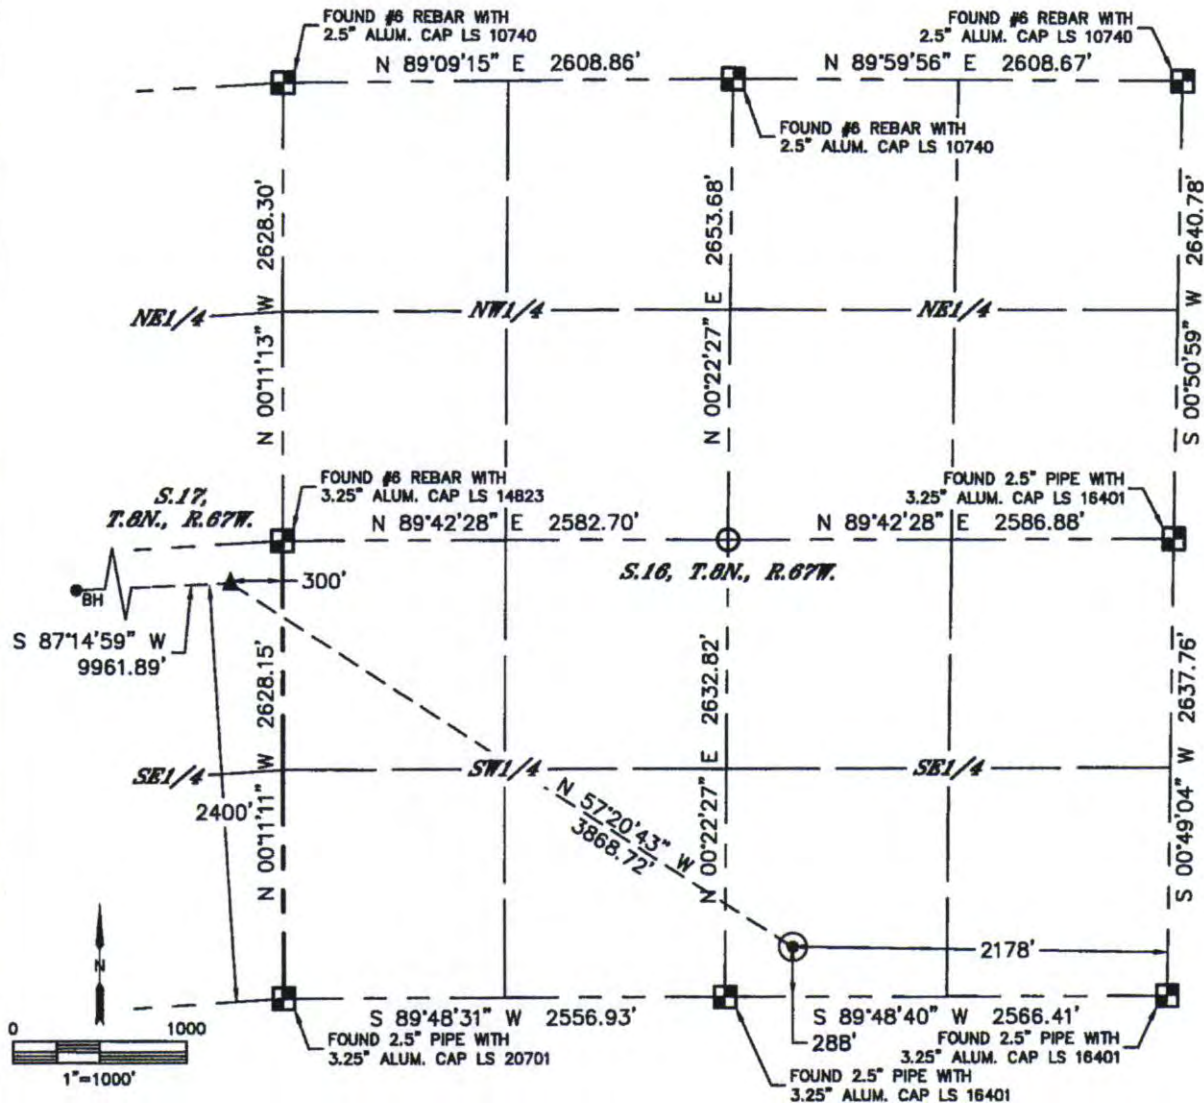 FOUND #6 REBAR WITH
2.5" ALUM. CAP LS 10740
FOUND #6 REBAR WITH
2.5" ALUM. CAP LS 10740
N 89°09'15" E 2608.86'
N 89°59'56" E 2608.67'
FOUND #6 REBAR WITH
2.5" ALUM. CAP LS 10740
N 00°11'13" W 2628.30'
N 00°22'27" E 2653.68'
S 00°50'59" W 2640.78'
NE1/4
NW1/4
NE1/4
FOUND #6 REBAR WITH
3.25" ALUM. CAP LS 14823
FOUND 2.5" PIPE WITH
3.25" ALUM. CAP LS 16401
S.17,
T.8N., R.67W.
N 89°42'28" E 2582.70'
N 89°42'28" E 2586.88'
S.16, T.8N., R.67W.
300'
BH
S 87°14'59" W
9961.89'
N 00°11'11" W 2628.15'
N 00°22'27" E 2632.82'
S 00°49'04" W 2637.76'
SE1/4
SW1/4
SE1/4
2400'
N 57°20'43" W
3868.72'
2178'
N
S 89°48'31" W 2556.93'
S 89°48'40" W 2566.41'
288'
FOUND 2.5" PIPE WITH
3.25" ALUM. CAP LS 20701
FOUND 2.5" PIPE WITH
3.25" ALUM. CAP LS 16401
FOUND 2.5" PIPE WITH
3.25" ALUM. CAP LS 16401
0 1000
1"=1000'